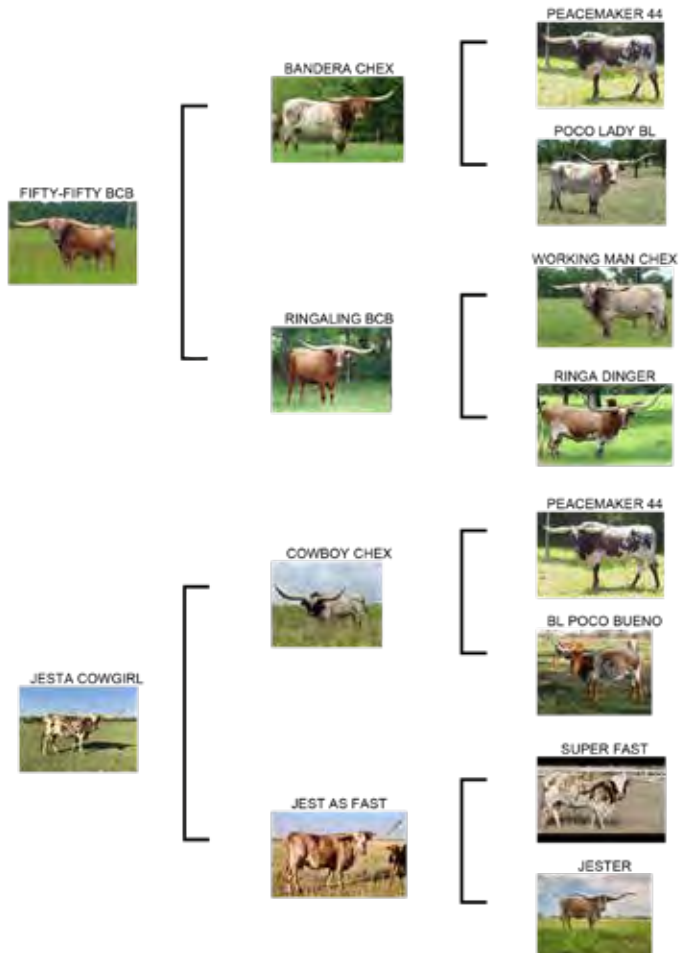 PEACEMAKER 44
BANDERA CHEX
POCO LADY BL
FIFTY-FIFTY BCB
WORKING MAN CHEX
RINGALING BCB
RINGA DINGER
PEACEMAKER 44
COWBOY CHEX
BL POCO BUENO
JESTA COWGIRL
SUPER FAST
JEST AS FAST
JESTER